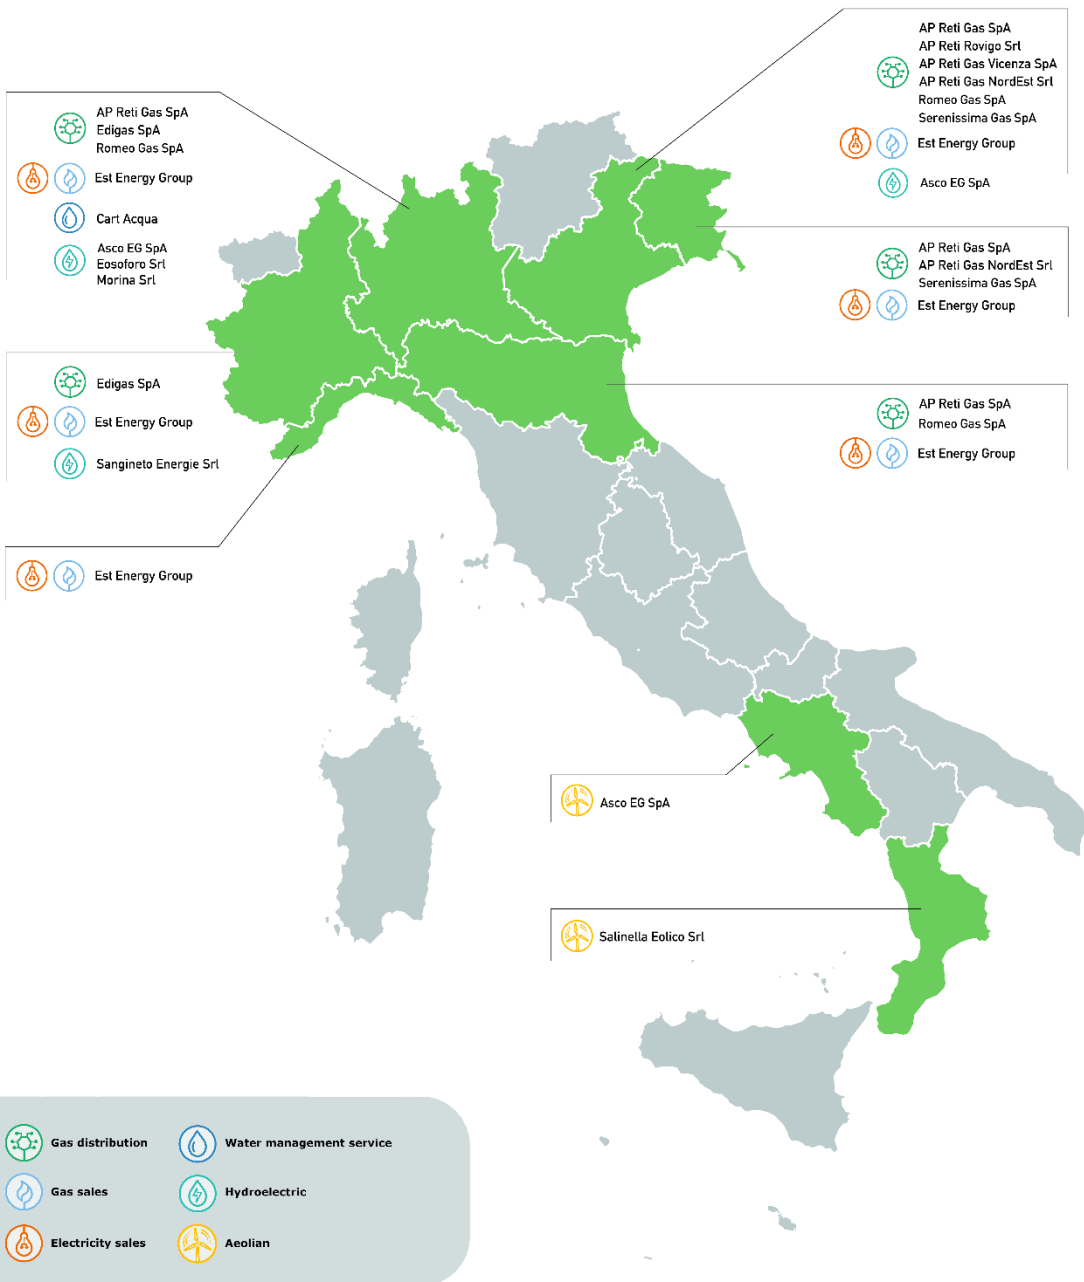 AP Reti Gas SpA
AP Reti Rovigo Srl
AP Reti Gas Vicenza SpA
AP Reti Gas NordEst Srl
Romeo Gas SpA
Serenissima Gas SpA
Est Energy Group
Asco EG SpA
AP Reti Gas SpA
Edigas SpA
Romeo Gas SpA
Est Energy Group
Cart Acqua
Asco EG SpA
Eosoforo Srl
Morina Srl
AP Reti Gas SpA
AP Reti Gas NordEst Srl
Serenissima Gas SpA
Est Energy Group
Edigas SpA
Est Energy Group
Sangineto Energie Srl
AP Reti Gas SpA
Romeo Gas SpA
Est Energy Group
Est Energy Group
Asco EG SpA
Salinella Eolico Srl
Gas distribution
Water management service
Gas sales
Hydroelectric
Electricity sales
Aeolian